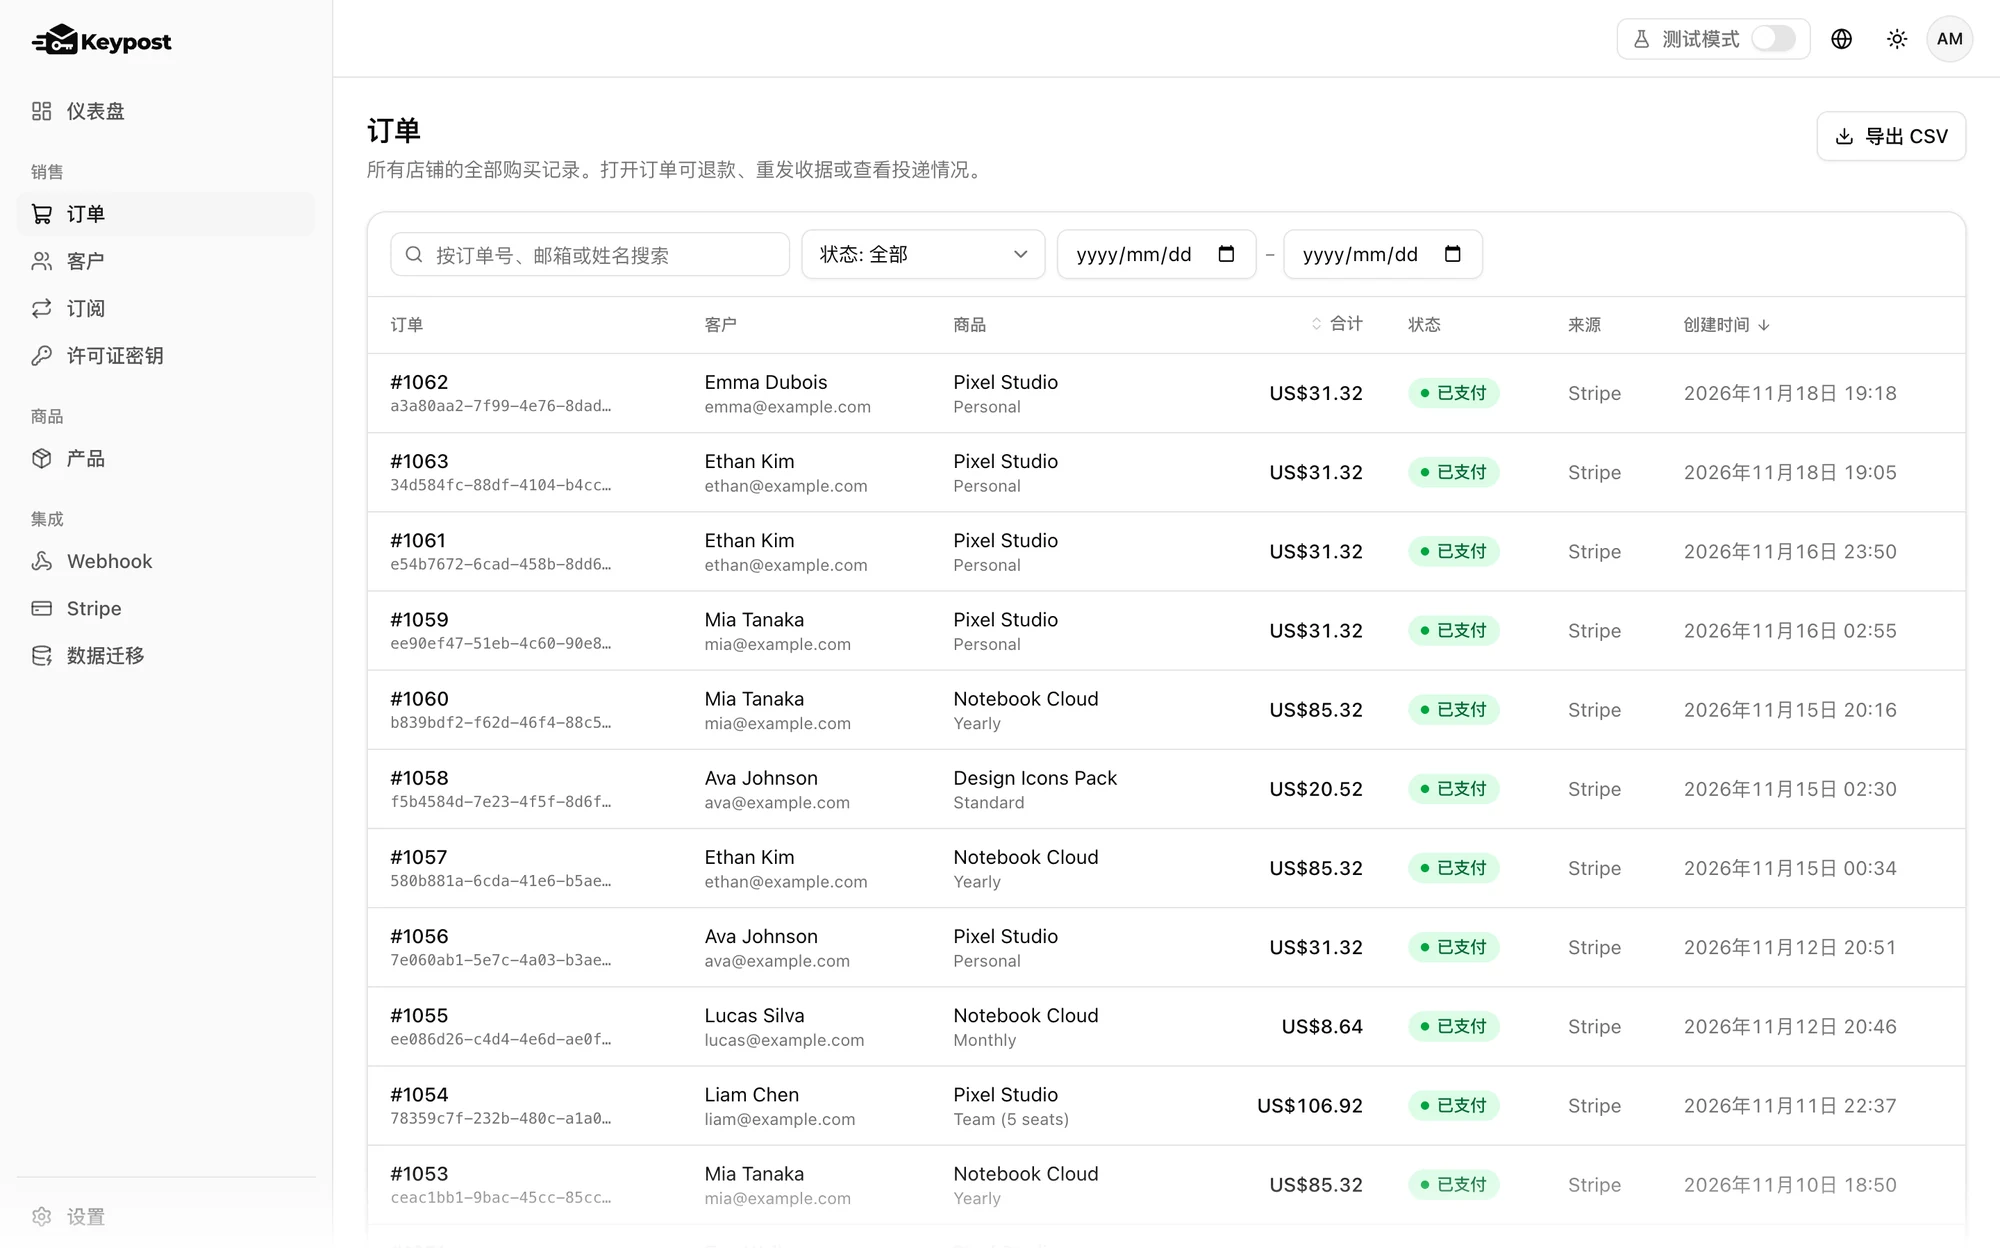 Keypost
测试模式
AM
仪表盘
销售
订单
客户
订阅
许可证密钥
商品
产品
集成
Webhook
Stripe
数据迁移
设置
订单
所有店铺的全部购买记录。打开订单可退款、重发收据或查看投递情况。
导出 CSV
按订单号、邮箱或姓名搜索
状态: 全部
yyyy/mm/dd – yyyy/mm/dd
订单 客户 商品 合计 状态 来源 创建时间
#1062 Emma Dubois Pixel Studio US$31.32 已支付 Stripe 2026年11月18日 19:18
a3a80aa2-7f99-4e76-8dad… emma@example.com Personal
#1063 Ethan Kim Pixel Studio US$31.32 已支付 Stripe 2026年11月18日 19:05
34d584fc-88df-4104-b4cc… ethan@example.com Personal
#1061 Ethan Kim Pixel Studio US$31.32 已支付 Stripe 2026年11月16日 23:50
e54b7672-6cad-458b-8dd6… ethan@example.com Personal
#1059 Mia Tanaka Pixel Studio US$31.32 已支付 Stripe 2026年11月16日 02:55
ee90ef47-51eb-4c60-90e8… mia@example.com Personal
#1060 Mia Tanaka Notebook Cloud US$85.32 已支付 Stripe 2026年11月15日 20:16
b839bdf2-f62d-46f4-88c5… mia@example.com Yearly
#1058 Ava Johnson Design Icons Pack US$20.52 已支付 Stripe 2026年11月15日 02:30
f5b4584d-7e23-4f5f-8d6f… ava@example.com Standard
#1057 Ethan Kim Notebook Cloud US$85.32 已支付 Stripe 2026年11月15日 00:34
580b881a-6cda-41e6-b5ae… ethan@example.com Yearly
#1056 Ava Johnson Pixel Studio US$31.32 已支付 Stripe 2026年11月12日 20:51
7e060ab1-5e7c-4a03-b3ae… ava@example.com Personal
#1055 Lucas Silva Notebook Cloud US$8.64 已支付 Stripe 2026年11月12日 20:46
ee086d26-c4d4-4e6d-ae0f… lucas@example.com Monthly
#1054 Liam Chen Pixel Studio US$106.92 已支付 Stripe 2026年11月11日 22:37
78359c7f-232b-480c-a1a0… liam@example.com Team (5 seats)
#1053 Mia Tanaka Notebook Cloud US$85.32 已支付 Stripe 2026年11月10日 18:50
ceac1bb1-9bac-45cc-85cc… mia@example.com Yearly